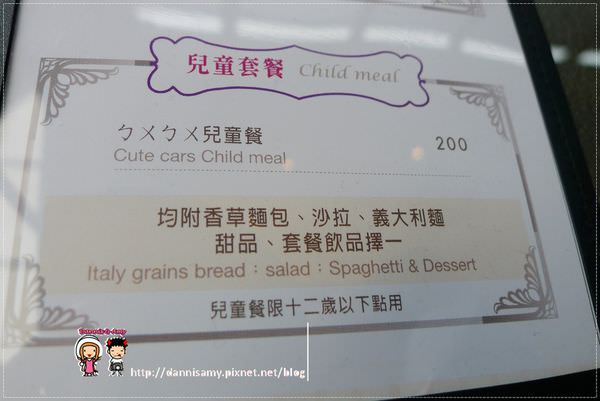 兒童套餐 Child meal
ㄅㄨㄅㄨ兒童餐 200
Cute cars Child meal
均附香草麵包、沙拉、義大利麵
甜品、套餐飲品擇一
Italy grains bread；salad；Spaghetti & Dessert
兒童餐限十二歲以下點用
Dannis & Amy
http://dannisamy.pixnet.net/blog